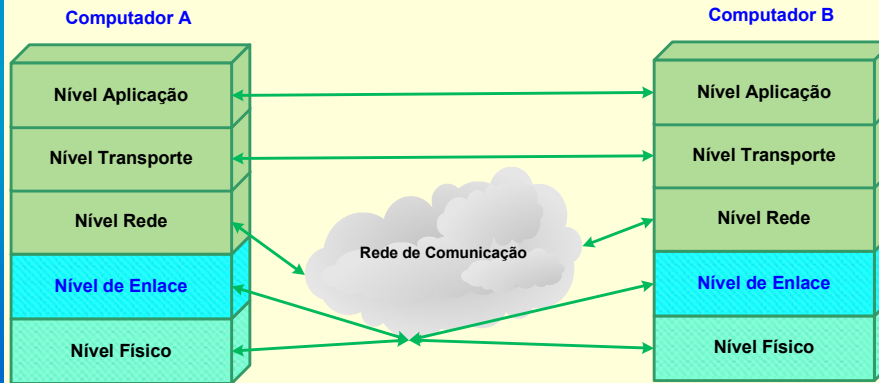 Computador A
Computador B
Nível Aplicação
Nível Aplicação
Nível Transporte
Nível Transporte
Nível Rede
Nível Rede
Rede de Comunicação
Nível de Enlace
Nível de Enlace
Nível Físico
Nível Físico